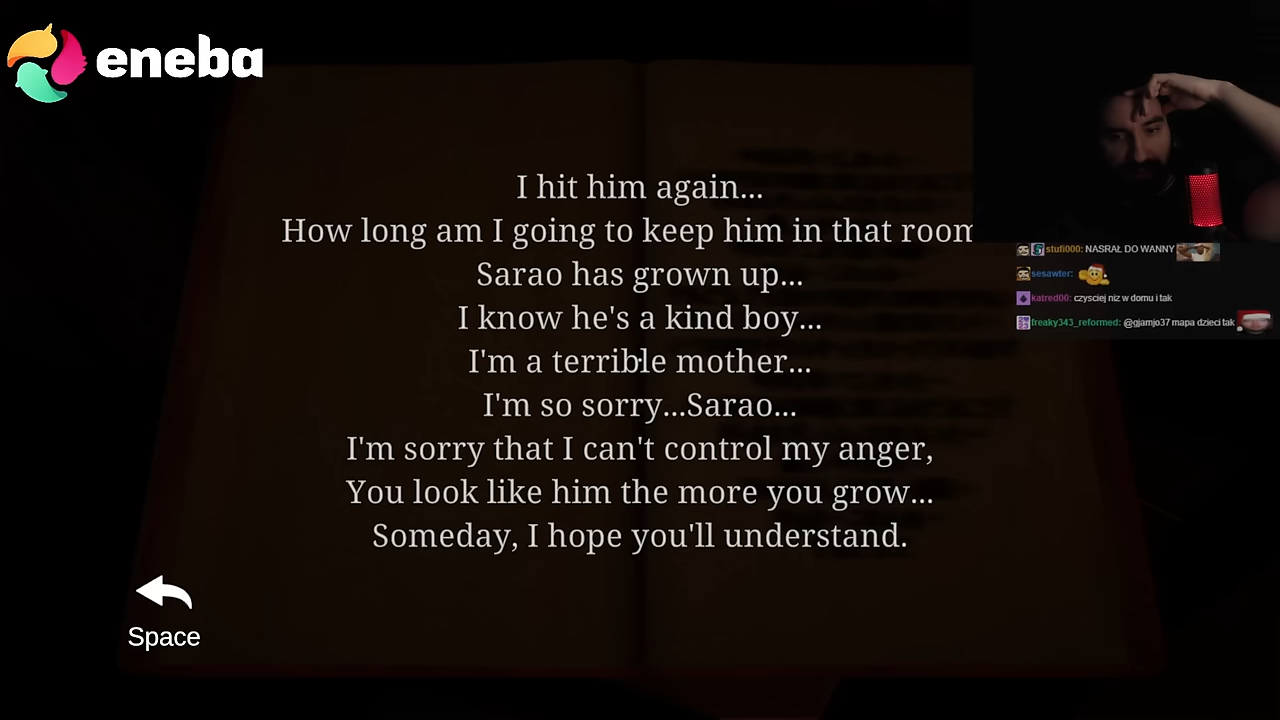 eneba
I hit him again...
How long am I going to keep him in that room
Sarao has grown up...
I know he's a kind boy...
I'm a terrible mother...
I'm so sorry...Sarao...
I'm sorry that I can't control my anger,
You look like him the more you grow...
Someday, I hope you'll understand.
Space
stufi000: NASRAŁ DO WANNY
sesawter:
katred00: czysciej niz w domu i tak
freaky343_reformed: @gjamjo37 mapa dzieci tak